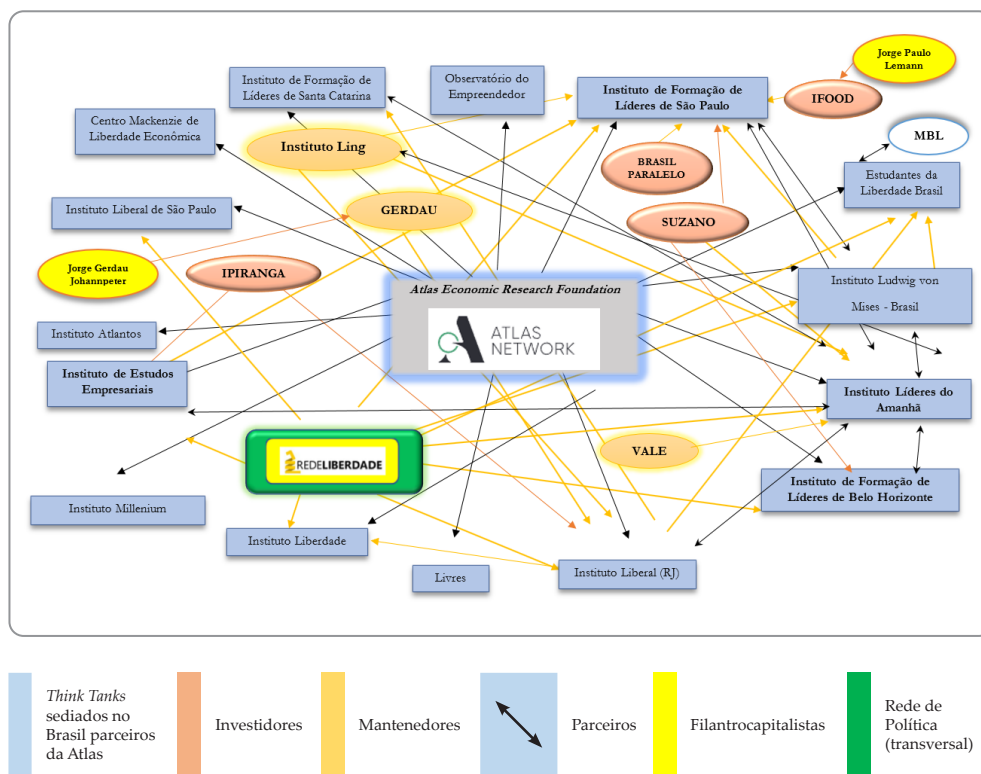 Jorge Paulo
Lemann
Instituto de Formação de
Líderes de Santa Catarina
Observatório do
Empreendedor
Instituto de Formação de
Líderes de São Paulo
IFOOD
Centro Mackenzie de
Liberdade Econômica
MBL
Instituto Ling
BRASIL
PARALELO
Estudantes da
Liberdade Brasil
Instituto Liberal de São Paulo
GERDAU
SUZANO
Jorge Gerdau
Johannpeter
IPIRANGA
Atlas Economic Research Foundation
ATLAS
NETWORK
Instituto Ludwig von
Mises - Brasil
Instituto Atlantos
Instituto de Estudos
Empresariais
Instituto Líderes do
Amanhã
REDELIBERDADE
VALE
Instituto de Formação de
Líderes de Belo Horizonte
Instituto Millenium
Instituto Liberdade
Livres
Instituto Liberal (RJ)
Think Tanks
sediados no
Brasil parceiros
da Atlas
Investidores
Mantenedores
Parceiros
Filantrocapitalistas
Rede de
Política
(transversal)